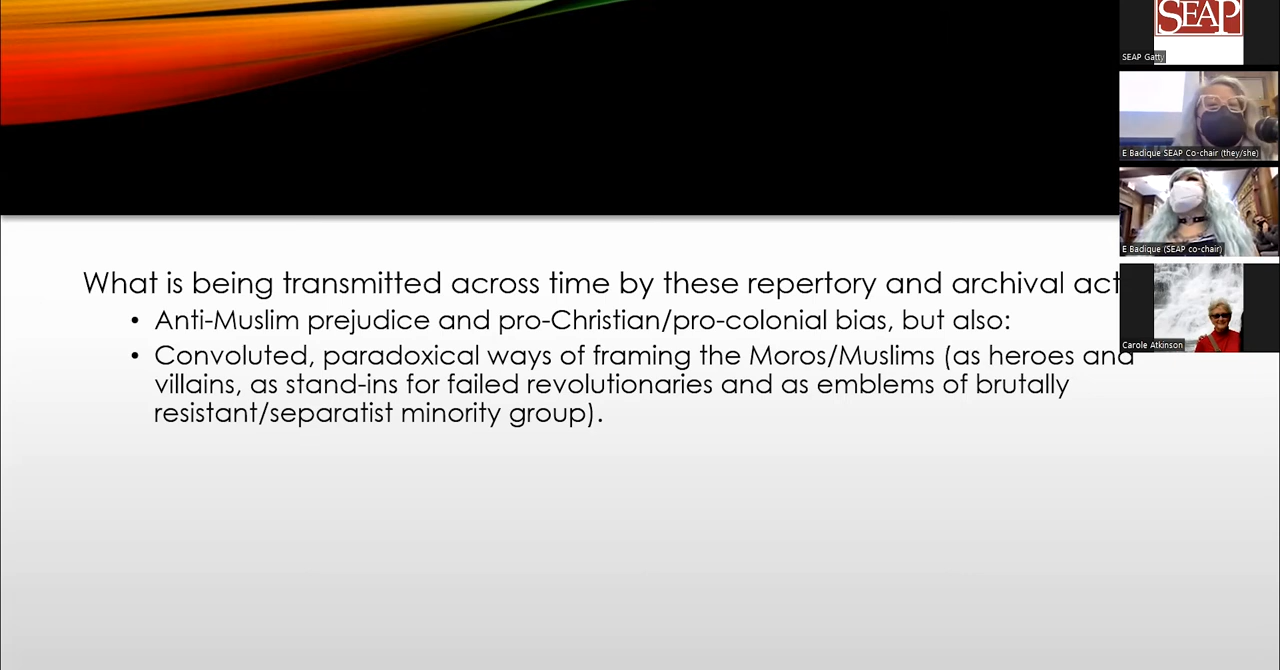 SEAP
SEAP Gatty
E Badique SEAP Co-chair (they/she)
E Badique (SEAP co-chair)
Carole Atkinson
What is being transmitted across time by these repertory and archival act
• Anti-Muslim prejudice and pro-Christian/pro-colonial bias, but also:
• Convoluted, paradoxical ways of framing the Moros/Muslims (as heroes and
villains, as stand-ins for failed revolutionaries and as emblems of brutally
resistant/separatist minority group).